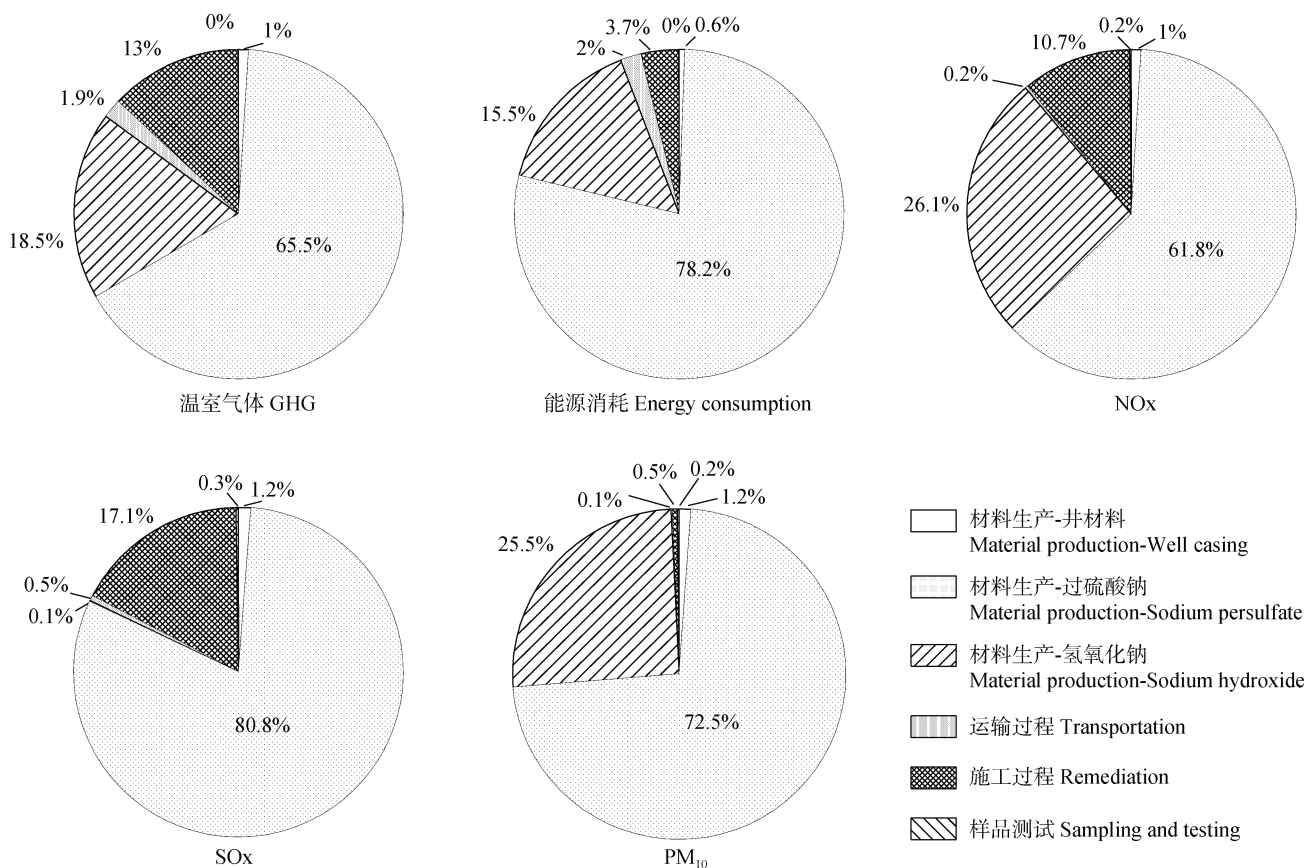 0%
1%
13%
1.9%
18.5%
65.5%
温室气体 GHG
3.7%
0%
0.6%
2%
15.5%
78.2%
能源消耗 Energy consumption
0.2%
1%
10.7%
0.2%
26.1%
61.8%
NOx
0.3%
1.2%
17.1%
0.5%
0.1%
80.8%
SOx
0.5%
0.2%
0.1%
1.2%
25.5%
72.5%
PM₁₀
材料生产-井材料
Material production-Well casing
材料生产-过硫酸钠
Material production-Sodium persulfate
材料生产-氢氧化钠
Material production-Sodium hydroxide
运输过程 Transportation
施工过程 Remediation
样品测试 Sampling and testing